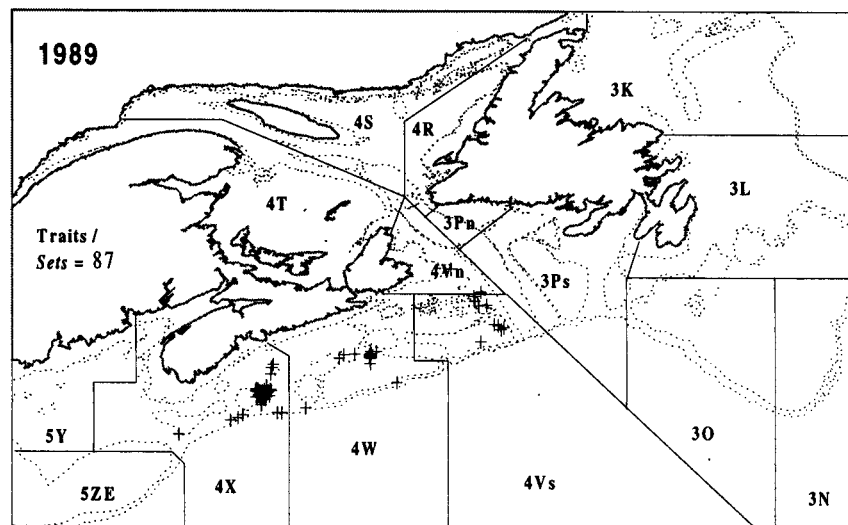 1989
3K
4S
4R
3L
4T
3Pn
Traits /
Sets = 87
4Vn
3Ps
5Y
4W
3O
5ZE
4X
4Vs
3N